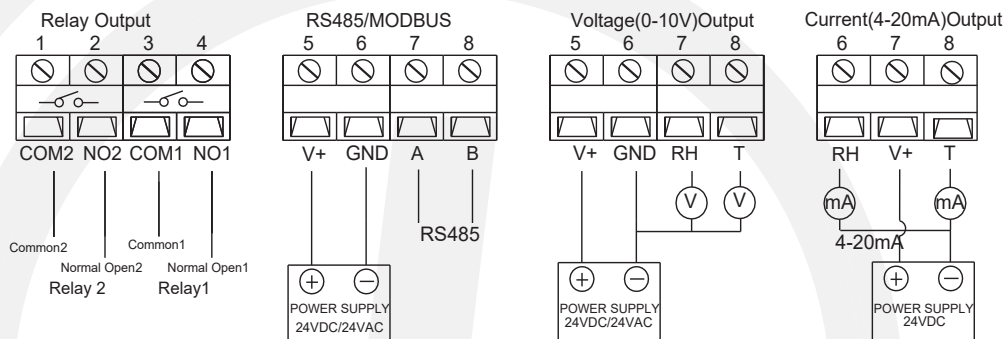 Relay Output
1 2 3 4
COM2 NO2 COM1 NO1
Common2
Common1
Normal Open2
Normal Open1
Relay 2
Relay1
RS485/MODBUS
5 6 7 8
V+ GND A B
RS485
+ −
POWER SUPPLY
24VDC/24VAC
Voltage(0-10V)Output
5 6 7 8
V+ GND RH T
V V
+ −
POWER SUPPLY
24VDC/24VAC
Current(4-20mA)Output
6 7 8
RH V+ T
mA mA
4-20mA
+ −
POWER SUPPLY
24VDC